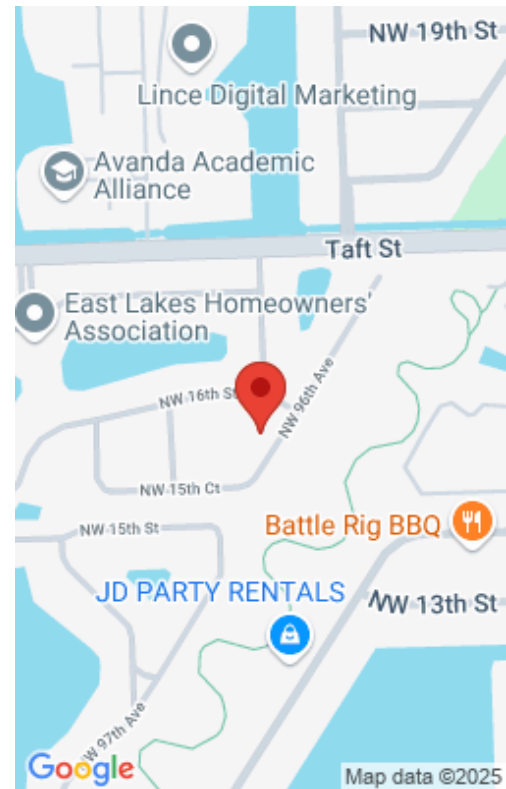 NW 19th St
Lince Digital Marketing
Avanda Academic
Alliance
Taft St
East Lakes Homeowners'
Association
NW 16th St
NW 96th Ave
NW 15th Ct
NW 15th St
Battle Rig BBQ
JD PARTY RENTALS
NW 13th St
NW 97th Ave
Google
Map data ©2025